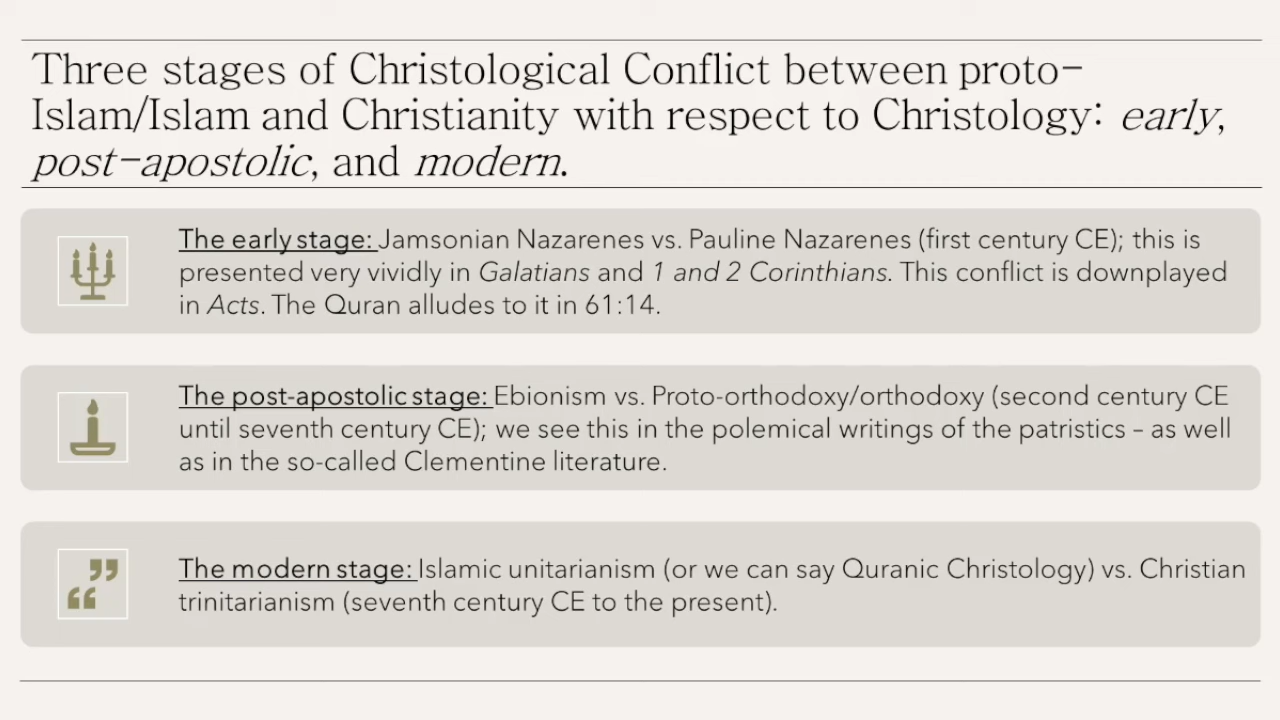 Three stages of Christological Conflict between proto-
Islam/Islam and Christianity with respect to Christology: early,
post-apostolic, and modern.
The early stage: Jamsonian Nazarenes vs. Pauline Nazarenes (first century CE); this is
presented very vividly in Galatians and 1 and 2 Corinthians. This conflict is downplayed
in Acts. The Quran alludes to it in 61:14.
The post-apostolic stage: Ebionism vs. Proto-orthodoxy/orthodoxy (second century CE
until seventh century CE); we see this in the polemical writings of the patristics – as well
as in the so-called Clementine literature.
The modern stage: Islamic unitarianism (or we can say Quranic Christology) vs. Christian
trinitarianism (seventh century CE to the present).